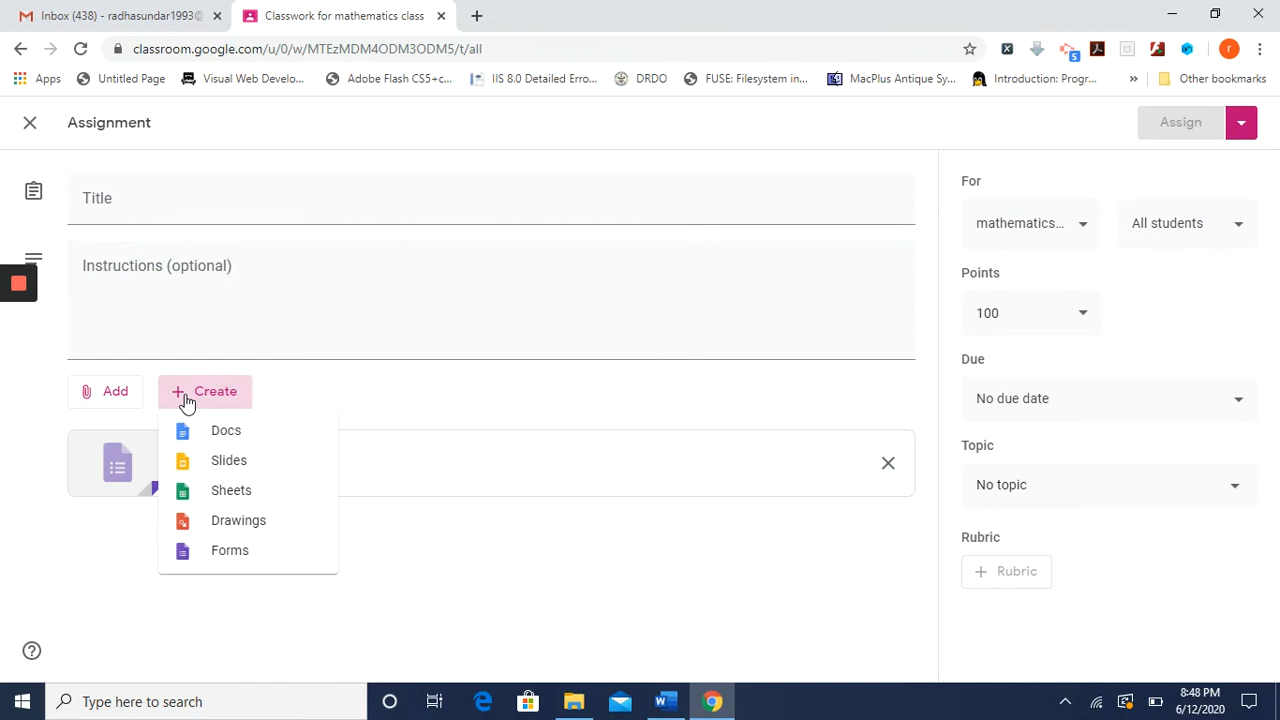 Inbox (438) - radhasundar1993@
Classwork for mathematics class
classroom.google.com/u/0/w/MTEzMDM4ODM3ODM5/t/all
Apps
Untitled Page
Visual Web Develo...
Adobe Flash CS5+c...
IIS 8.0 Detailed Erro...
DRDO
FUSE: Filesystem in...
MacPlus Antique Sy...
Introduction: Progr...
»
Other bookmarks
5
r
Assignment
Assign
Title
Instructions (optional)
Add
Create
Docs
Slides
Sheets
Drawings
Forms
For
mathematics...
All students
Points
100
Due
No due date
Topic
No topic
Rubric
Rubric
Type here to search
8:48 PM
6/12/2020